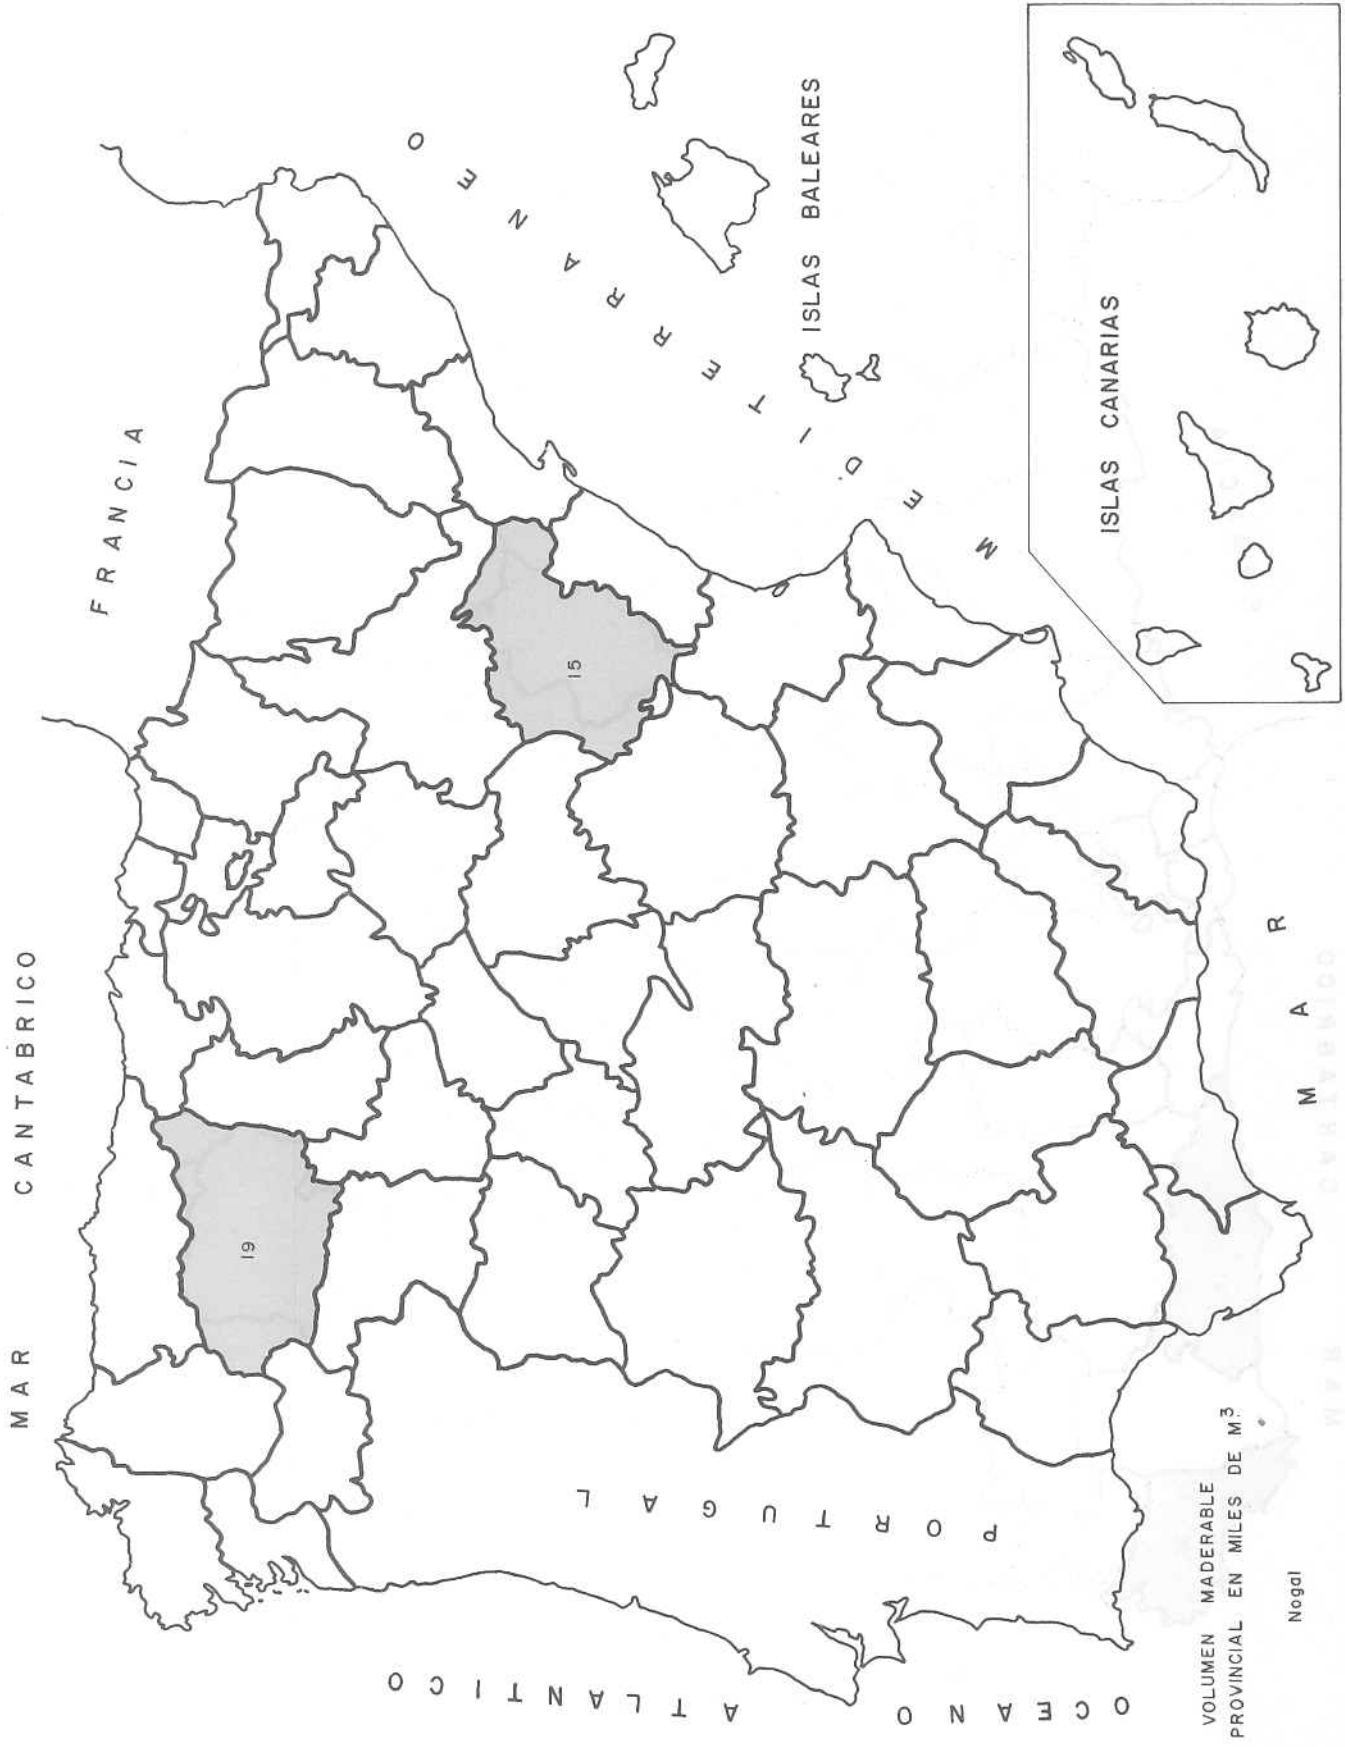 MAR CANTABRICO
FRANCIA
MAR MEDITERRANEO
ISLAS BALEARES
ISLAS CANARIAS
OCEANO ATLANTICO
PORTUGAL
19
15
VOLUMEN MADERABLE
PROVINCIAL EN MILES DE M³
Nogal